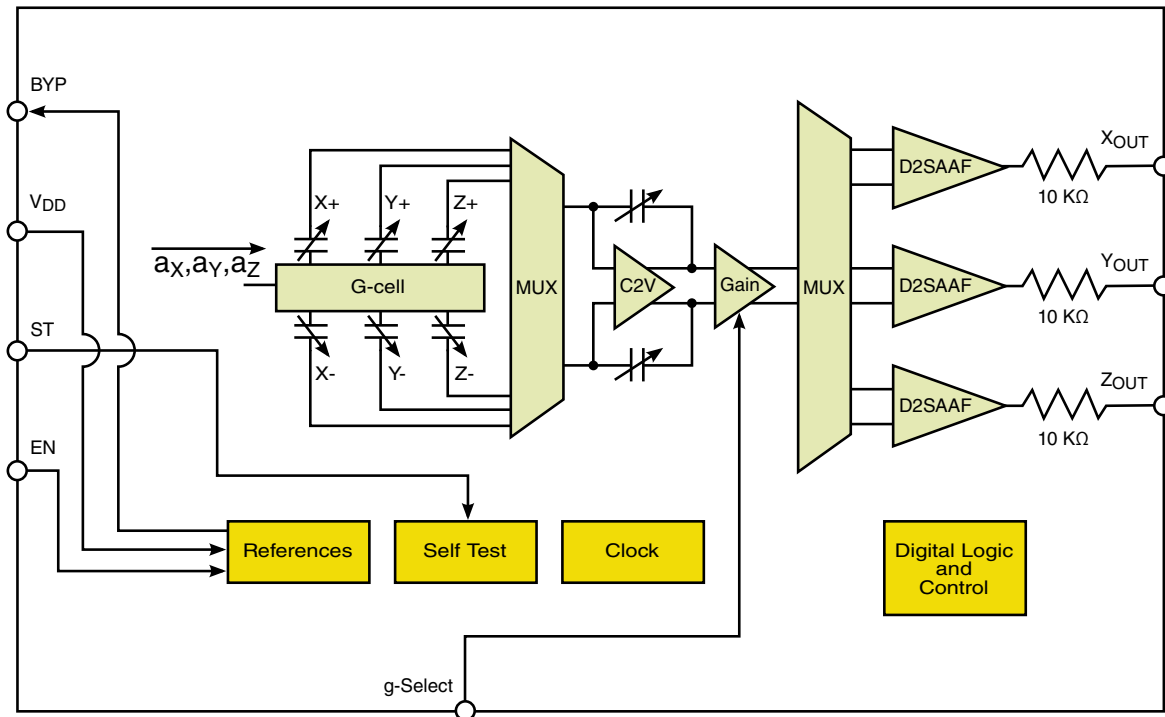 BYP
VDD
ST
EN
aX,aY,aZ
X+
Y+
Z+
G-cell
X-
Y-
Z-
MUX
C2V
Gain
MUX
D2SAAF
10 KΩ
XOUT
D2SAAF
10 KΩ
YOUT
D2SAAF
10 KΩ
ZOUT
References
Self Test
Clock
Digital Logic
and
Control
g-Select